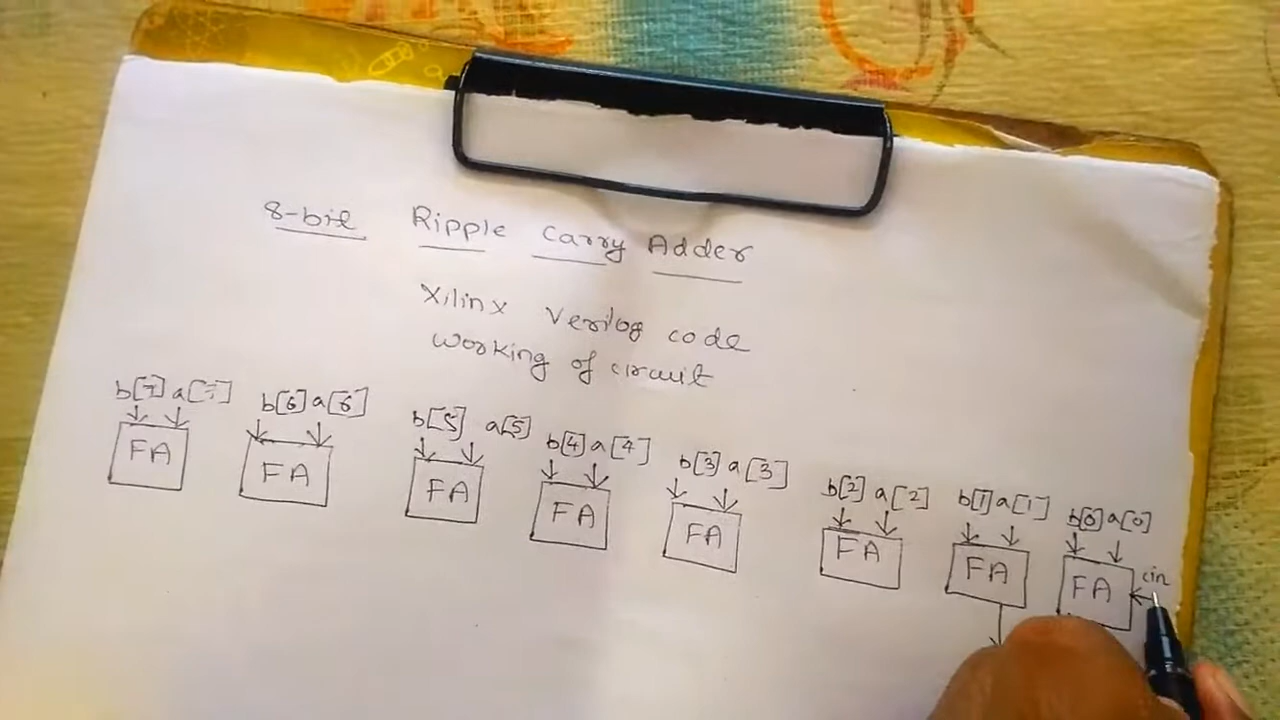 8-bit Ripple Carry Adder
Xilinx Verilog code
working of circuit
b[7] a[7] b[6] a[6] b[5] a[5] b[4] a[4] b[3] a[3] b[2] a[2] b[1] a[1] b[0] a[0]
cin
FA FA FA FA FA FA FA FA